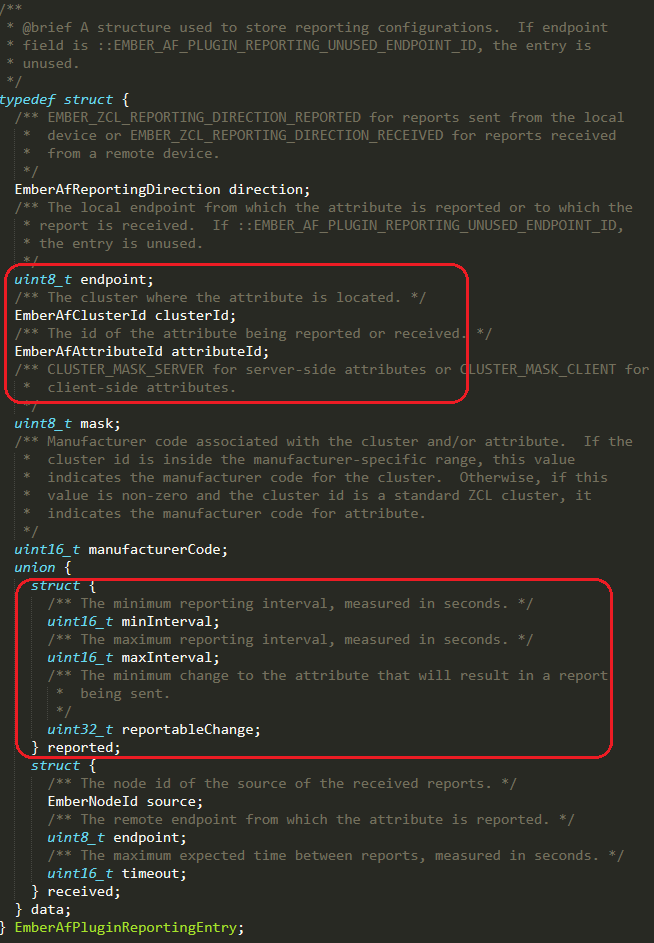 /**
 * @brief A structure used to store reporting configurations.  If endpoint
 * field is ::EMBER_AF_PLUGIN_REPORTING_UNUSED_ENDPOINT_ID, the entry is
 * unused.
 */
typedef struct {
  /** EMBER_ZCL_REPORTING_DIRECTION_REPORTED for reports sent from the local
   *  device or EMBER_ZCL_REPORTING_DIRECTION_RECEIVED for reports received
   *  from a remote device.
   */
  EmberAfReportingDirection direction;
  /** The local endpoint from which the attribute is reported or to which the
   * report is received.  If ::EMBER_AF_PLUGIN_REPORTING_UNUSED_ENDPOINT_ID,
   * the entry is unused.
   */
  uint8_t endpoint;
  /** The cluster where the attribute is located. */
  EmberAfClusterId clusterId;
  /** The id of the attribute being reported or received. */
  EmberAfAttributeId attributeId;
  /** CLUSTER_MASK_SERVER for server-side attributes or CLUSTER_MASK_CLIENT for
   *  client-side attributes.
   */
  uint8_t mask;
  /** Manufacturer code associated with the cluster and/or attribute.  If the
   *  cluster id is inside the manufacturer-specific range, this value
   *  indicates the manufacturer code for the cluster.  Otherwise, if this
   *  value is non-zero and the cluster id is a standard ZCL cluster, it
   *  indicates the manufacturer code for attribute.
   */
  uint16_t manufacturerCode;
  union {
    struct {
      /** The minimum reporting interval, measured in seconds. */
      uint16_t minInterval;
      /** The maximum reporting interval, measured in seconds. */
      uint16_t maxInterval;
      /** The minimum change to the attribute that will result in a report
       *  being sent.
       */
      uint32_t reportableChange;
    } reported;
    struct {
      /** The node id of the source of the received reports. */
      EmberNodeId source;
      /** The remote endpoint from which the attribute is reported. */
      uint8_t endpoint;
      /** The maximum expected time between reports, measured in seconds. */
      uint16_t timeout;
    } received;
  } data;
} EmberAfPluginReportingEntry;